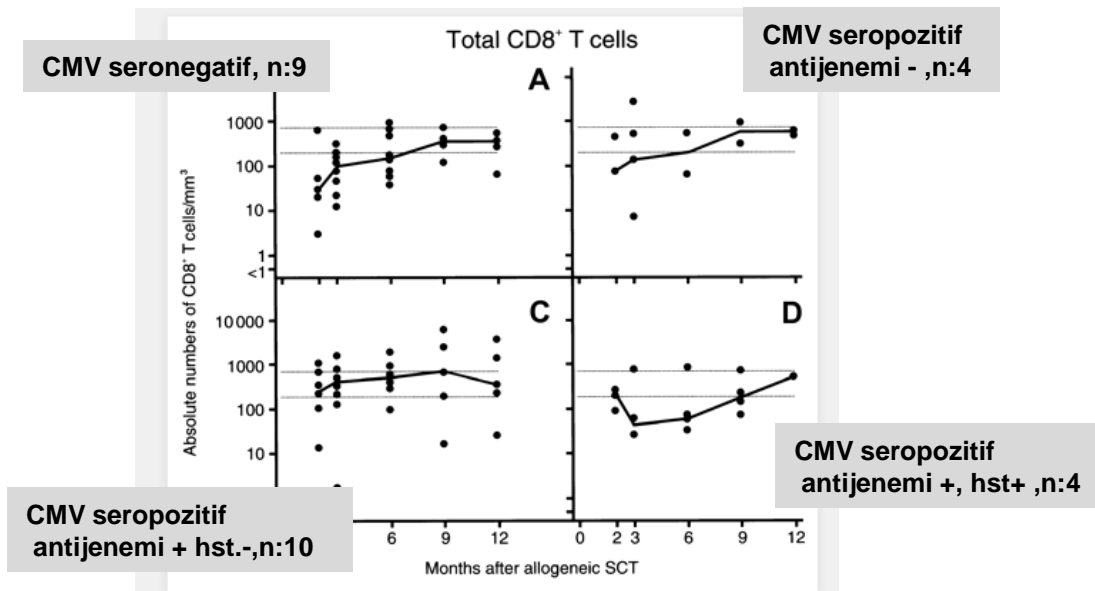 Total CD8⁺ T cells
CMV seronegatif, n:9
CMV seropozitif
antijenemi - ,n:4
A
1000
100
10
1
<1
Absolute numbers of CD8⁺ T cells/mm³
C
D
10 000
1000
100
10
CMV seropozitif
antijenemi +, hst+ ,n:4
CMV seropozitif
antijenemi + hst.-,n:10
6 9 12 0 2 3 6 9 12
Months after allogeneic SCT